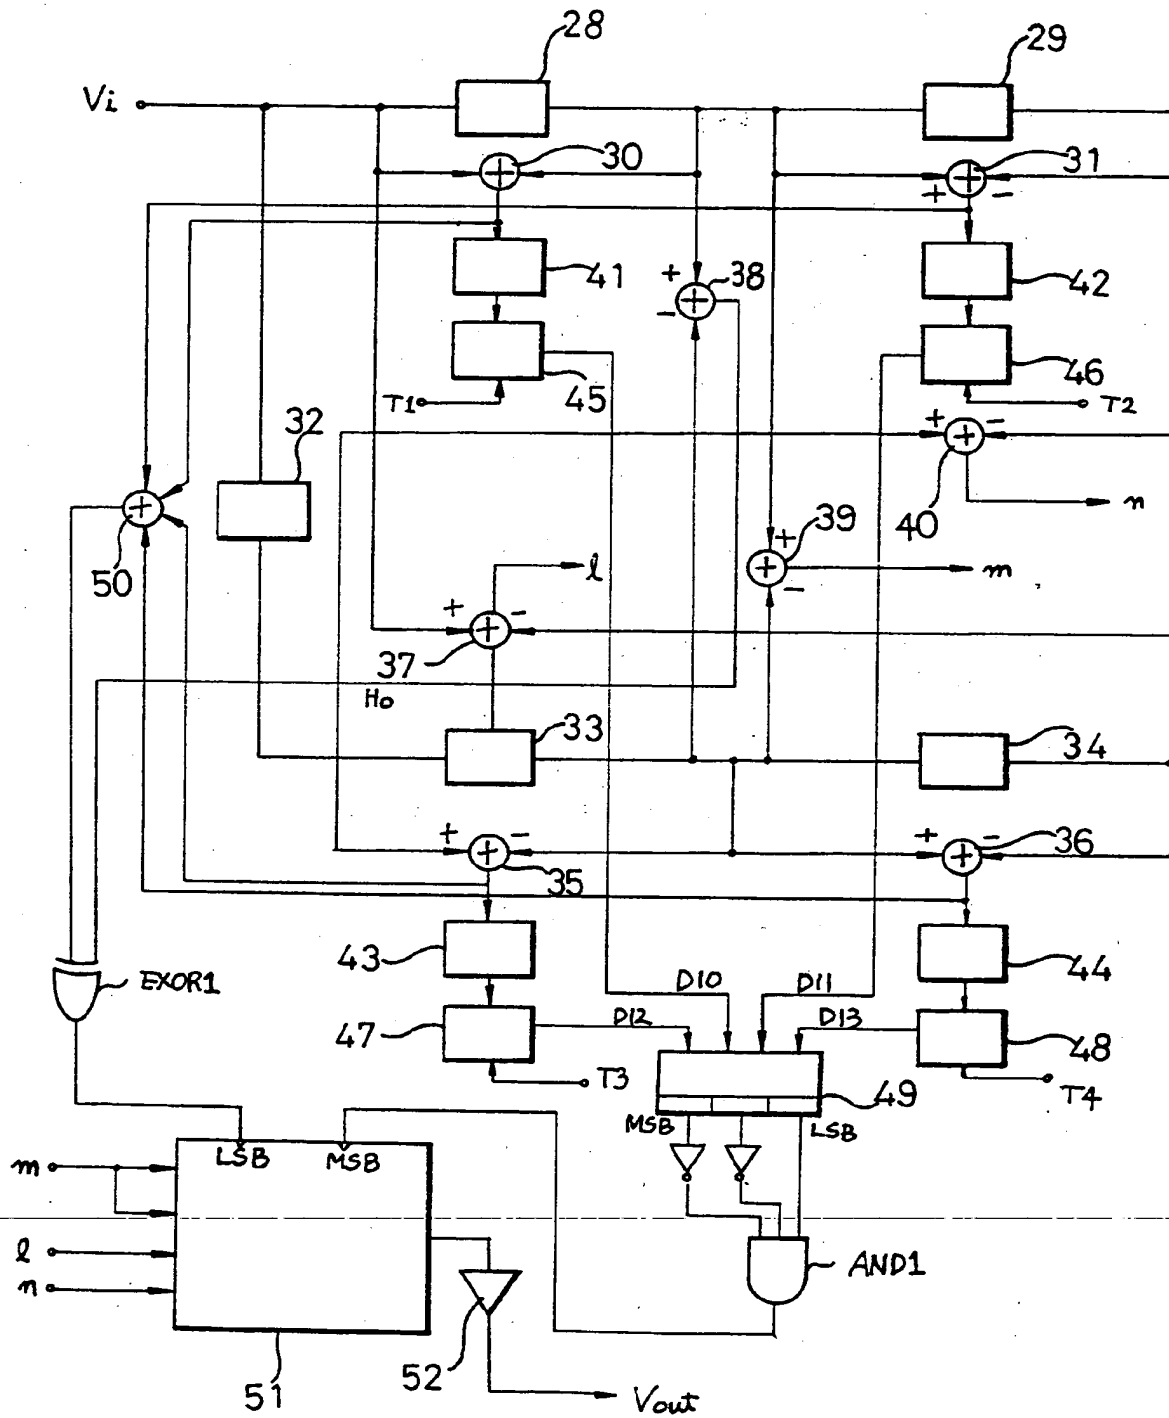 28
29
Vi
30
31
+ −
41
+
38
−
42
45
46
T1
T2
32
+ −
40
n
39
+
−
m
50
l
+ −
37
Ho
33
34
+ −
35
+ −
36
43
44
EXOR1
D10
D11
D12
D13
47
48
T3
T4
49
MSB
LSB
LSB
MSB
m
l
n
AND1
52
51
Vout